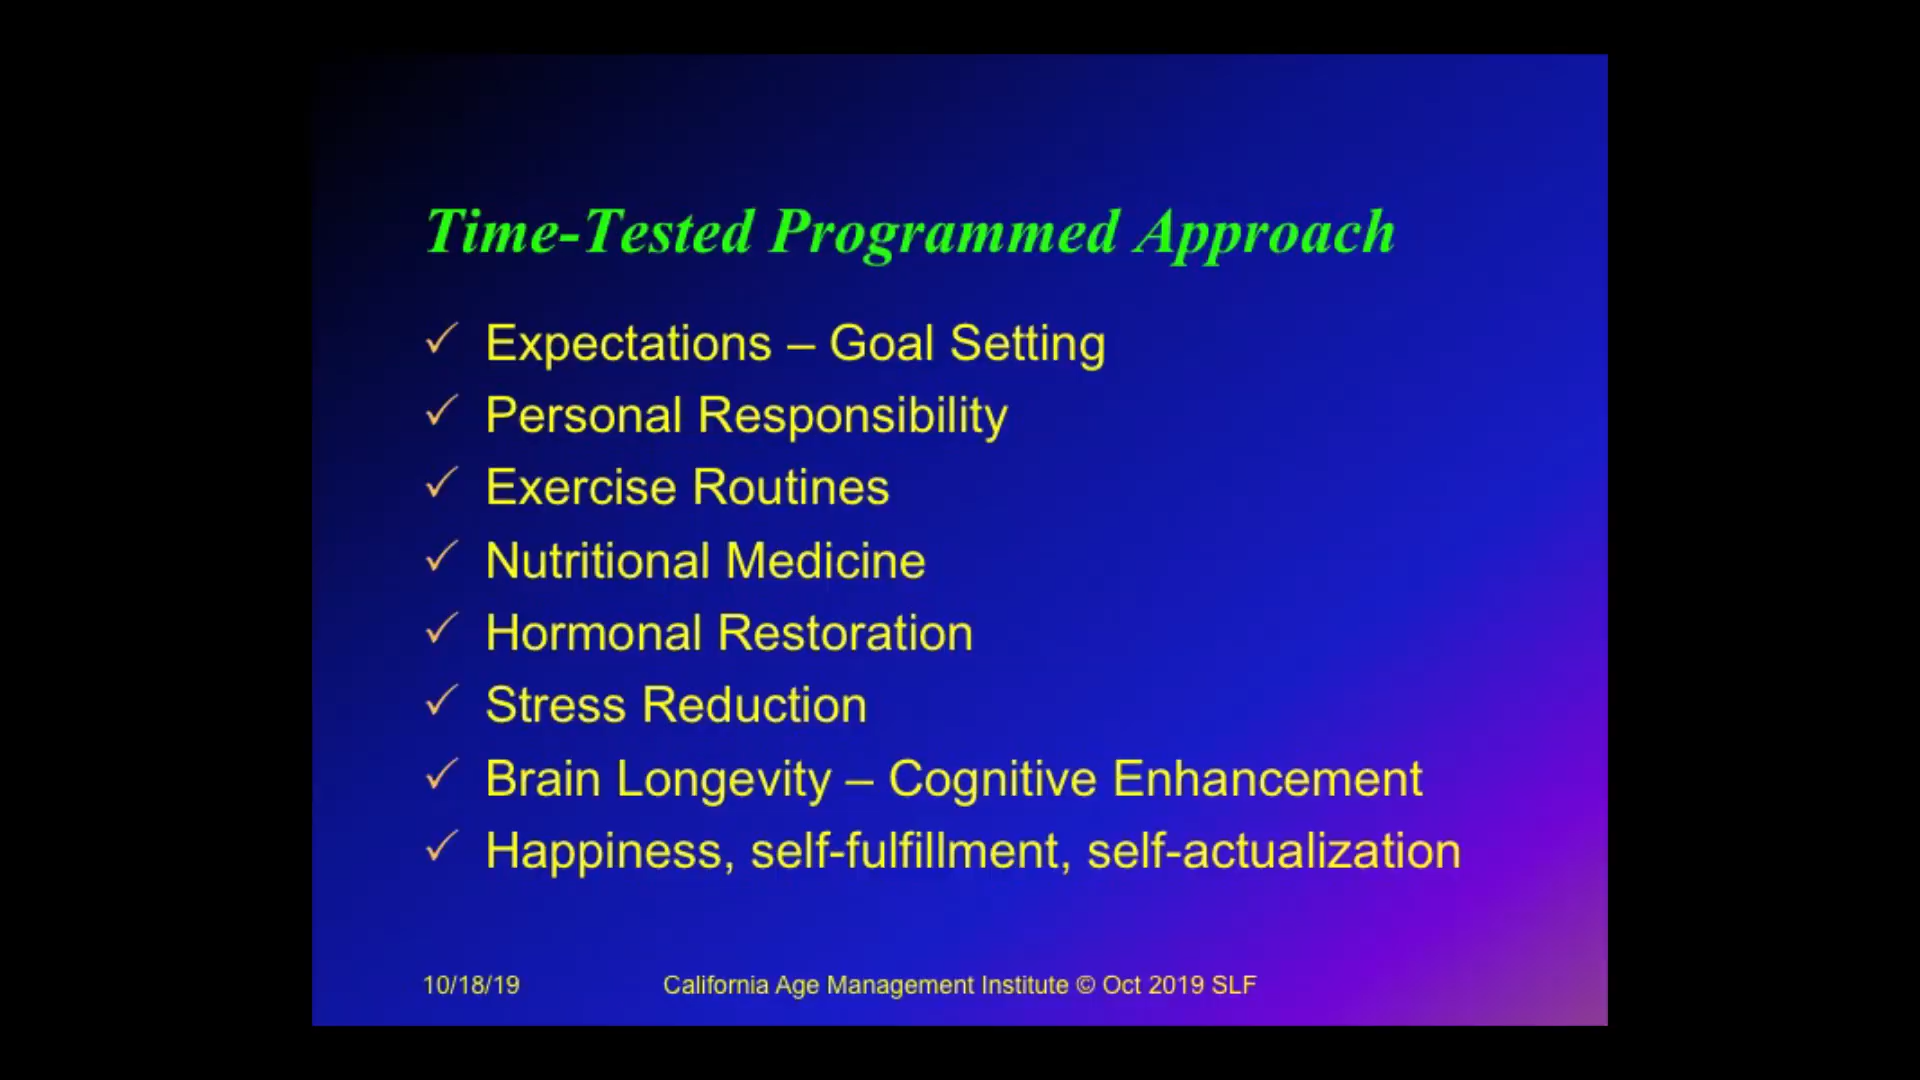 Time-Tested Programmed Approach
✓ Expectations – Goal Setting
✓ Personal Responsibility
✓ Exercise Routines
✓ Nutritional Medicine
✓ Hormonal Restoration
✓ Stress Reduction
✓ Brain Longevity – Cognitive Enhancement
✓ Happiness, self-fulfillment, self-actualization
10/18/19 California Age Management Institute © Oct 2019 SLF